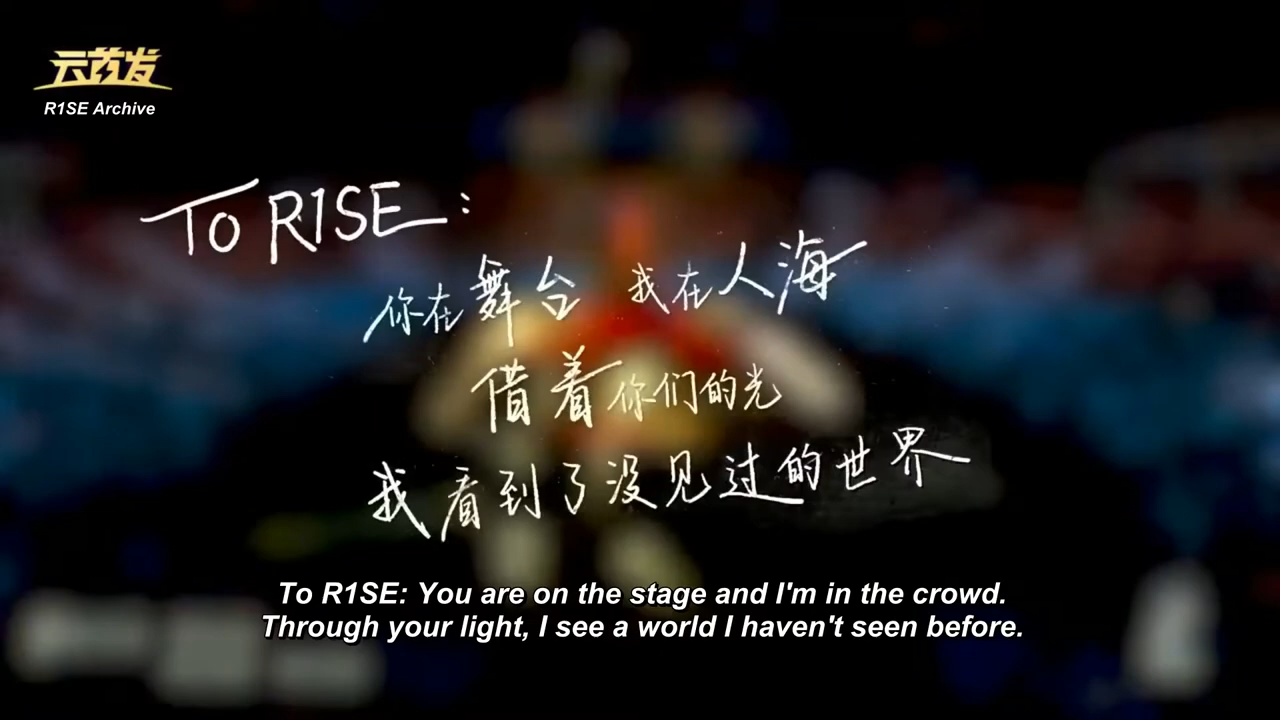 云首发
R1SE Archive
To R1SE:
你在舞台 我在人海
借着你们的光
我看到了没见过的世界
To R1SE: You are on the stage and I'm in the crowd.
Through your light, I see a world I haven't seen before.